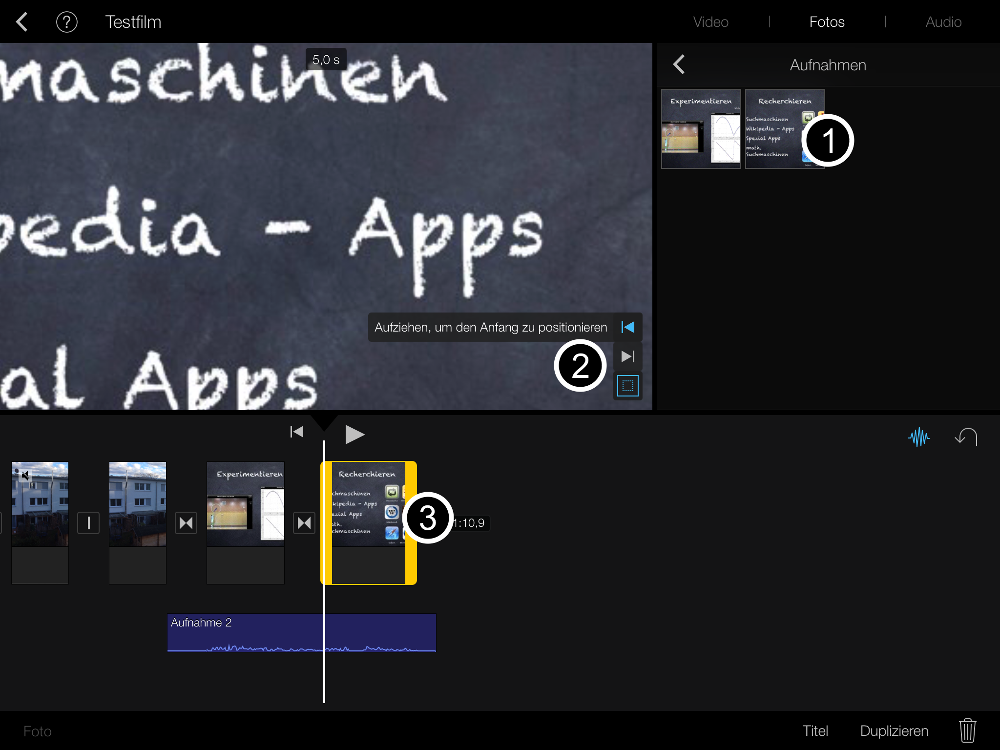 Testfilm
Video
Fotos
Audio
maschinen
5,0 s
pedia - Apps
al Apps
Aufziehen, um den Anfang zu positionieren
2
Aufnahmen
Experimentieren
Recherchieren
Suchmaschinen
Wikipedia - Apps
Spezial Apps
math.
Suchmaschinen
1
Experimentieren
Recherchieren
chmaschinen
kipedia - Apps
ezial Apps
ath.
chmaschinen
W
3
1:10,9
Aufnahme 2
Foto
Titel
Duplizieren